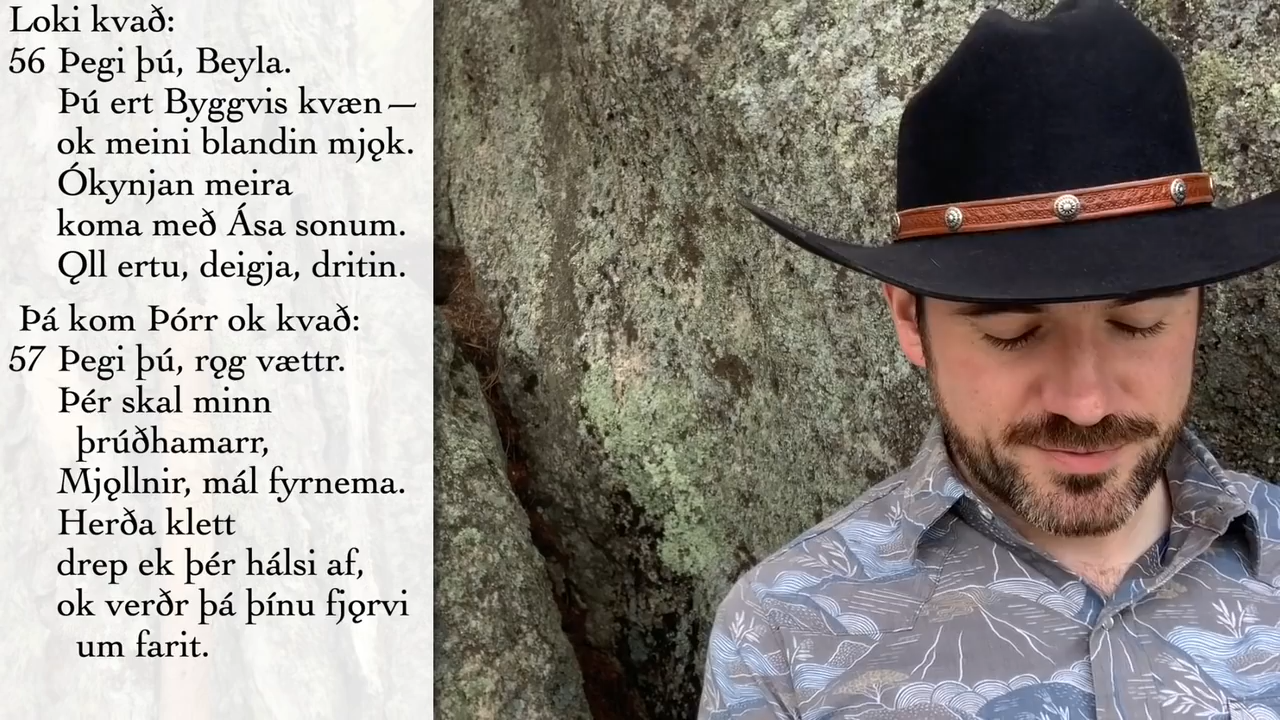 Loki kvað:
56 Þegi þú, Beyla.
Þú ert Byggvis kvæn—
ok meini blandin mjǫk.
Ókynjan meira
koma með Ása sonum.
Ǫll ertu, deigja, dritin.
Þá kom Þórr ok kvað:
57 Þegi þú, rǫg vættr.
Þér skal minn
þrúðhamarr,
Mjǫllnir, mál fyrnema.
Herða klett
drep ek þér hálsi af,
ok verðr þá þínu fjǫrvi
um farit.